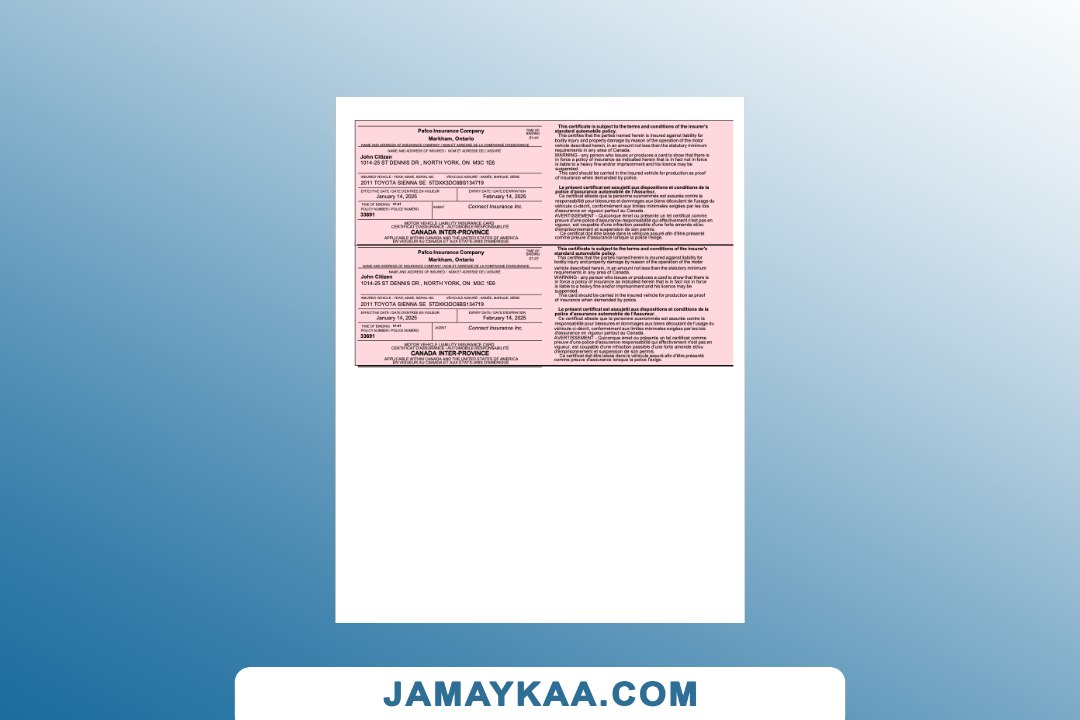 Pafco Insurance Company
Markham, Ontario
TIME OF
BINDING
NAME AND ADDRESS OF INSURANCE COMPANY / NOM ET ADRESSE DE LA COMPAGNIE D'ASSURANCE
NAME AND ADDRESS OF INSURED / NOM ET ADRESSE DE L'ASSURÉ
John Citizen
1014-25 ST DENNIS DR , NORTH YORK, ON M3C 1E6
INSURED VEHICLE - YEAR, MAKE, SERIAL NO. VÉHICULE ASSURÉ - ANNÉE, MARQUE, SÉRIE
2011 TOYOTA SIENNA SE
EFFECTIVE DATE / DATE D'ENTRÉE EN VIGUEUR EXPIRY DATE / DATE D'EXPIRATION
January 14, 2025 February 14, 2025
TIME OF BINDING
POLICY NUMBER / POLICE NUMÉRO AGENT Connect Insurance Inc.
33691
MOTOR VEHICLE LIABILITY INSURANCE CARD
CERTIFICAT D'ASSURANCE - AUTOMOBILE RESPONSABILITÉ
CANADA INTER-PROVINCE
APPLICABLE WITHIN CANADA AND THE UNITED STATES OF AMERICA
EN VIGUEUR AU CANADA ET AUX ETATS UNIS D'AMERIQUE
This certificate is subject to the terms and conditions of the insurer's
standard automobile policy.
This certifies that the parties named herein is insured against liability for
bodily injury and property damage by reason of the operation of the motor
vehicle described herein, in an amount not less than the statutory minimum
requirements in any area of Canada.
WARNING - any person who issues or produces a card to show that there is
in force a policy of insurance as indicated herein that is in fact not in force
is liable to a heavy fine and/or imprisonment and his licence may be
suspended.
This card should be carried in the insured vehicle for production as proof
of insurance when demanded by police.
Le présent certificat est assujetti aux dispositions et conditions de la
police d'assurance automobile de l'Assureur.
Ce certificat atteste que la personne susnommée est assurée contre la
responsabilité pour blessures et dommages aux biens découlant de l'usage du
véhicule ci-décrit, conformément aux limites minimales exigées par les lois
d'assurance en vigueur partout au Canada.
AVERTISSEMENT - Quiconque émet ou présente un tel certificat comme
preuve d'une police d'assurance-responsabilité qui effectivement n'est pas en
vigueur, est coupable d'une infraction passible d'une forte amende et/ou
d'emprisonnement et suspension de son permis.
Ce certificat doit être laissé dans le véhicule assuré afin d'être présenté
comme preuve d'assurance lorsque la police l'exige.
Pafco Insurance Company
Markham, Ontario
TIME OF
BINDING
NAME AND ADDRESS OF INSURANCE COMPANY / NOM ET ADRESSE DE LA COMPAGNIE D'ASSURANCE
NAME AND ADDRESS OF INSURED / NOM ET ADRESSE DE L'ASSURÉ
John Citizen
1014-25 ST DENNIS DR , NORTH YORK, ON M3C 1E6
INSURED VEHICLE - YEAR, MAKE, SERIAL NO. VÉHICULE ASSURÉ - ANNÉE, MARQUE, SÉRIE
2011 TOYOTA SIENNA SE
EFFECTIVE DATE / DATE D'ENTRÉE EN VIGUEUR EXPIRY DATE / DATE D'EXPIRATION
January 14, 2025 February 14, 2025
TIME OF BINDING
POLICY NUMBER / POLICE NUMÉRO AGENT Connect Insurance Inc.
33691
MOTOR VEHICLE LIABILITY INSURANCE CARD
CERTIFICAT D'ASSURANCE - AUTOMOBILE RESPONSABILITÉ
CANADA INTER-PROVINCE
APPLICABLE WITHIN CANADA AND THE UNITED STATES OF AMERICA
EN VIGUEUR AU CANADA ET AUX ETATS UNIS D'AMERIQUE
This certificate is subject to the terms and conditions of the insurer's
standard automobile policy.
This certifies that the parties named herein is insured against liability for
bodily injury and property damage by reason of the operation of the motor
vehicle described herein, in an amount not less than the statutory minimum
requirements in any area of Canada.
WARNING - any person who issues or produces a card to show that there is
in force a policy of insurance as indicated herein that is in fact not in force
is liable to a heavy fine and/or imprisonment and his licence may be
suspended.
This card should be carried in the insured vehicle for production as proof
of insurance when demanded by police.
Le présent certificat est assujetti aux dispositions et conditions de la
police d'assurance automobile de l'Assureur.
Ce certificat atteste que la personne susnommée est assurée contre la
responsabilité pour blessures et dommages aux biens découlant de l'usage du
véhicule ci-décrit, conformément aux limites minimales exigées par les lois
d'assurance en vigueur partout au Canada.
AVERTISSEMENT - Quiconque émet ou présente un tel certificat comme
preuve d'une police d'assurance-responsabilité qui effectivement n'est pas en
vigueur, est coupable d'une infraction passible d'une forte amende et/ou
d'emprisonnement et suspension de son permis.
Ce certificat doit être laissé dans le véhicule assuré afin d'être présenté
comme preuve d'assurance lorsque la police l'exige.
JAMAYKAA.COM